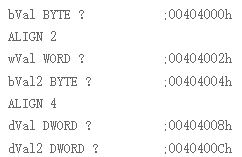 bVal BYTE ? ;00404000h
ALIGN 2
wVal WORD ? ;00404002h
bVal2 BYTE ? ;00404004h
ALIGN 4
dVal DWORD ? ;00404008h
dVal2 DWORD ? ;0040400Ch